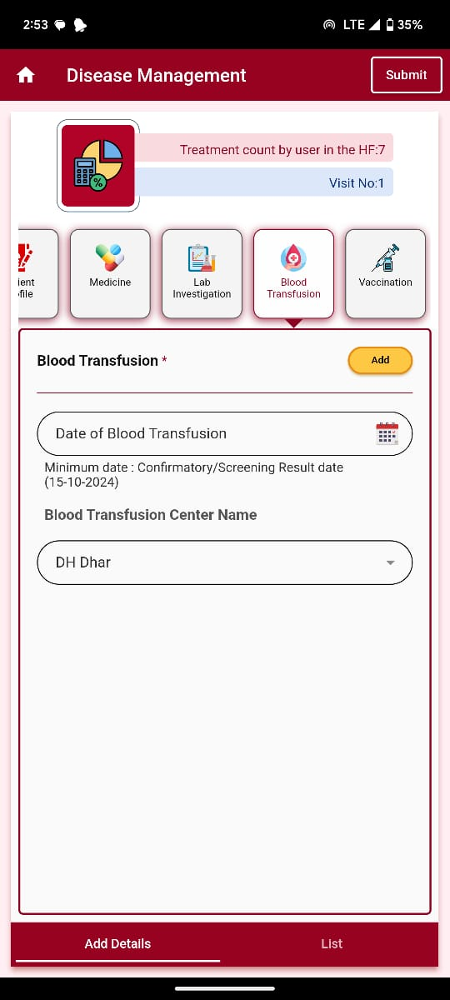 2:53
LTE
35%
Disease Management
Submit
%
Treatment count by user in the HF:7
Visit No:1
Medicine
Lab
Investigation
Blood
Transfusion
Vaccination
Blood Transfusion *
Add
Date of Blood Transfusion
Minimum date : Confirmatory/Screening Result date
(15-10-2024)
Blood Transfusion Center Name
DH Dhar
Add Details
List